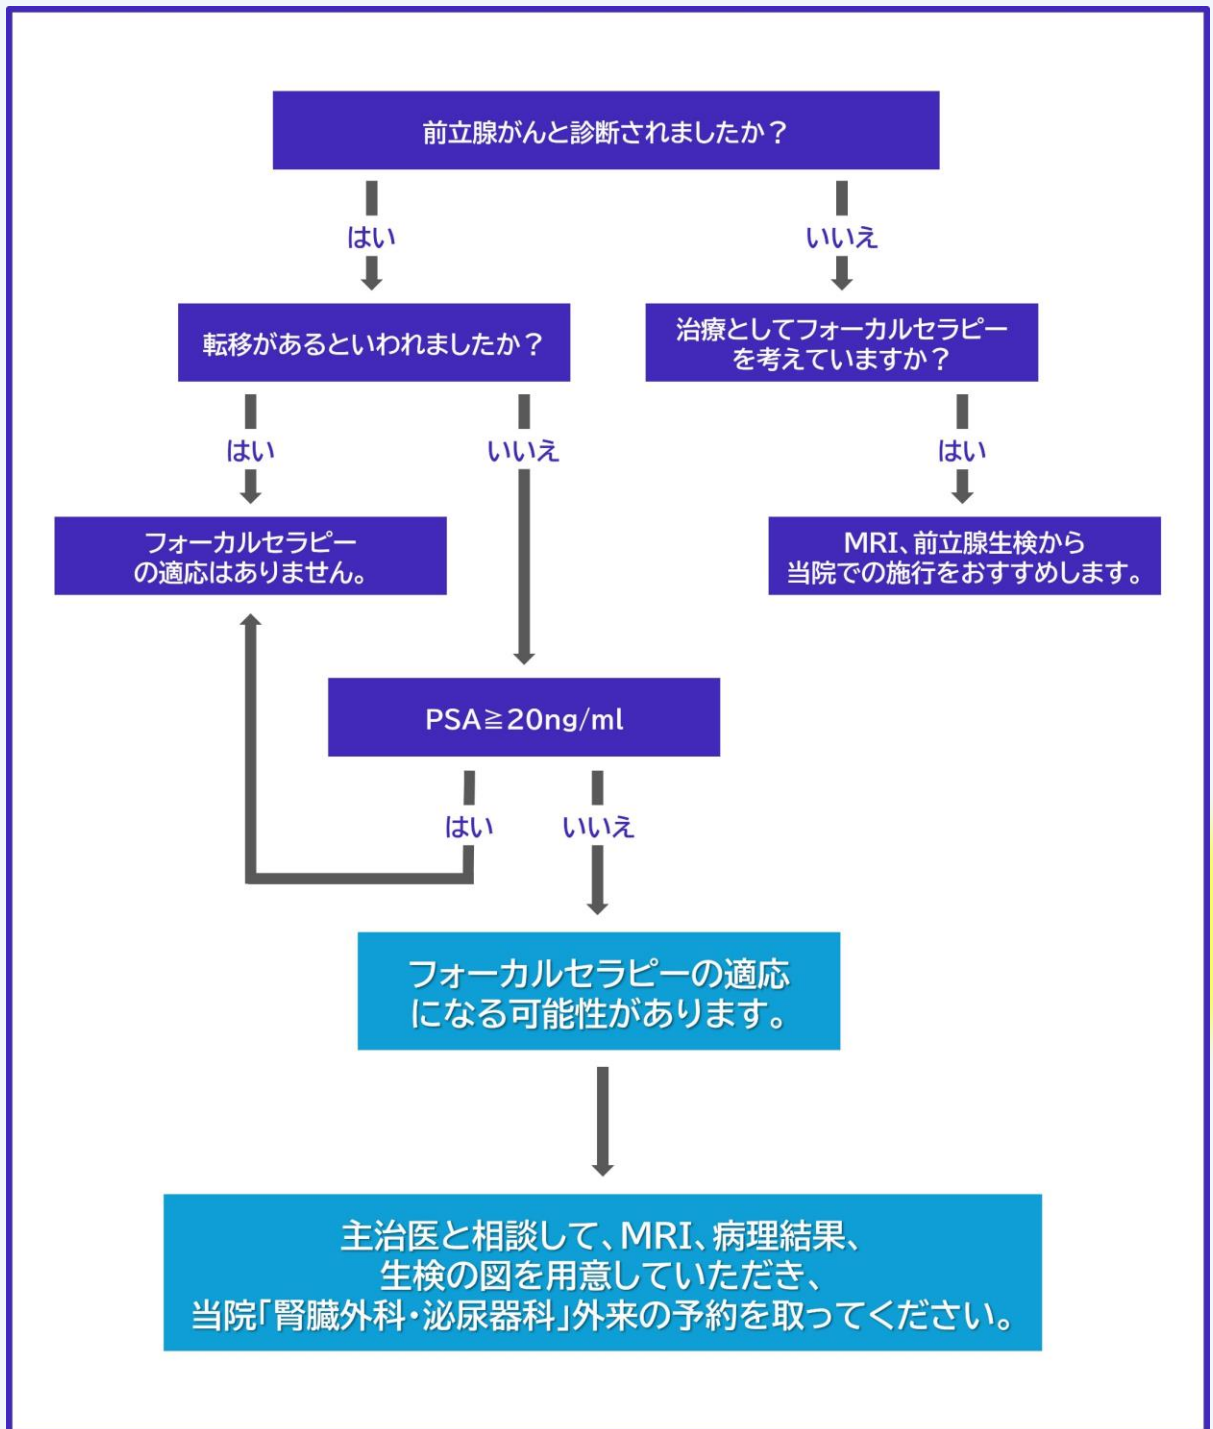 前立腺がんと診断されましたか？
はい
いいえ
転移があるといわれましたか？
治療としてフォーカルセラピー
を考えていますか？
はい
いいえ
はい
フォーカルセラピー
の適応はありません。
MRI、前立腺生検から
当院での施行をおすすめします。
PSA≧20ng/ml
はい
いいえ
フォーカルセラピーの適応
になる可能性があります。
主治医と相談して、MRI、病理結果、
生検の図を用意していただき、
当院「腎臓外科・泌尿器科」外来の予約を取ってください。